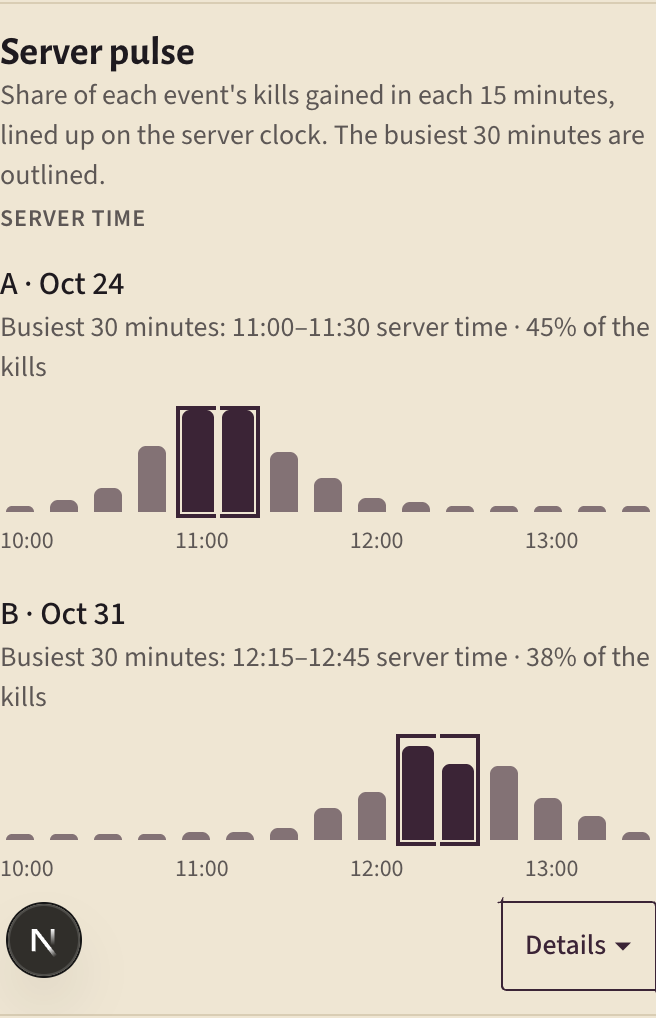 Server pulse
Share of each event's kills gained in each 15 minutes,
lined up on the server clock. The busiest 30 minutes are
outlined.
SERVER TIME
A · Oct 24
Busiest 30 minutes: 11:00–11:30 server time · 45% of the
kills
10:00 11:00 12:00 13:00
B · Oct 31
Busiest 30 minutes: 12:15–12:45 server time · 38% of the
kills
10:00 11:00 12:00 13:00
N
Details